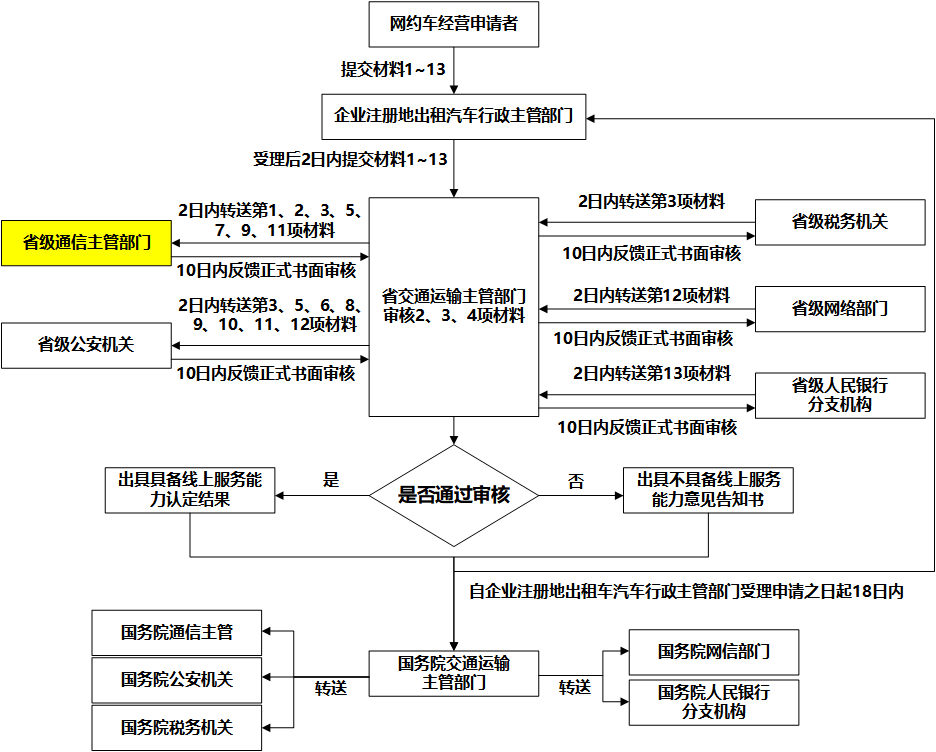 网约车经营申请者
提交材料1~13
企业注册地出租汽车行政主管部门
受理后2日内提交材料1~13
2日内转送第1、2、3、5、
7、9、11项材料
省级通信主管部门
10日内反馈正式书面审核
2日内转送第3、5、6、8、
9、10、11、12项材料
省级公安机关
10日内反馈正式书面审核
省交通运输主管部门
审核2、3、4项材料
2日内转送第3项材料
省级税务机关
10日内反馈正式书面审核
2日内转送第12项材料
省级网络部门
10日内反馈正式书面审核
2日内转送第13项材料
省级人民银行
分支机构
10日内反馈正式书面审核
是否通过审核
是
否
出具具备线上服务能
力认定结果
出具不具备线上服务
能力意见告知书
自企业注册地出租车汽车行政主管部门受理申请之日起18日内
国务院通信主管
国务院公安机关
国务院税务机关
转送
国务院交通运输
主管部门
转送
国务院网信部门
国务院人民银行
分支机构